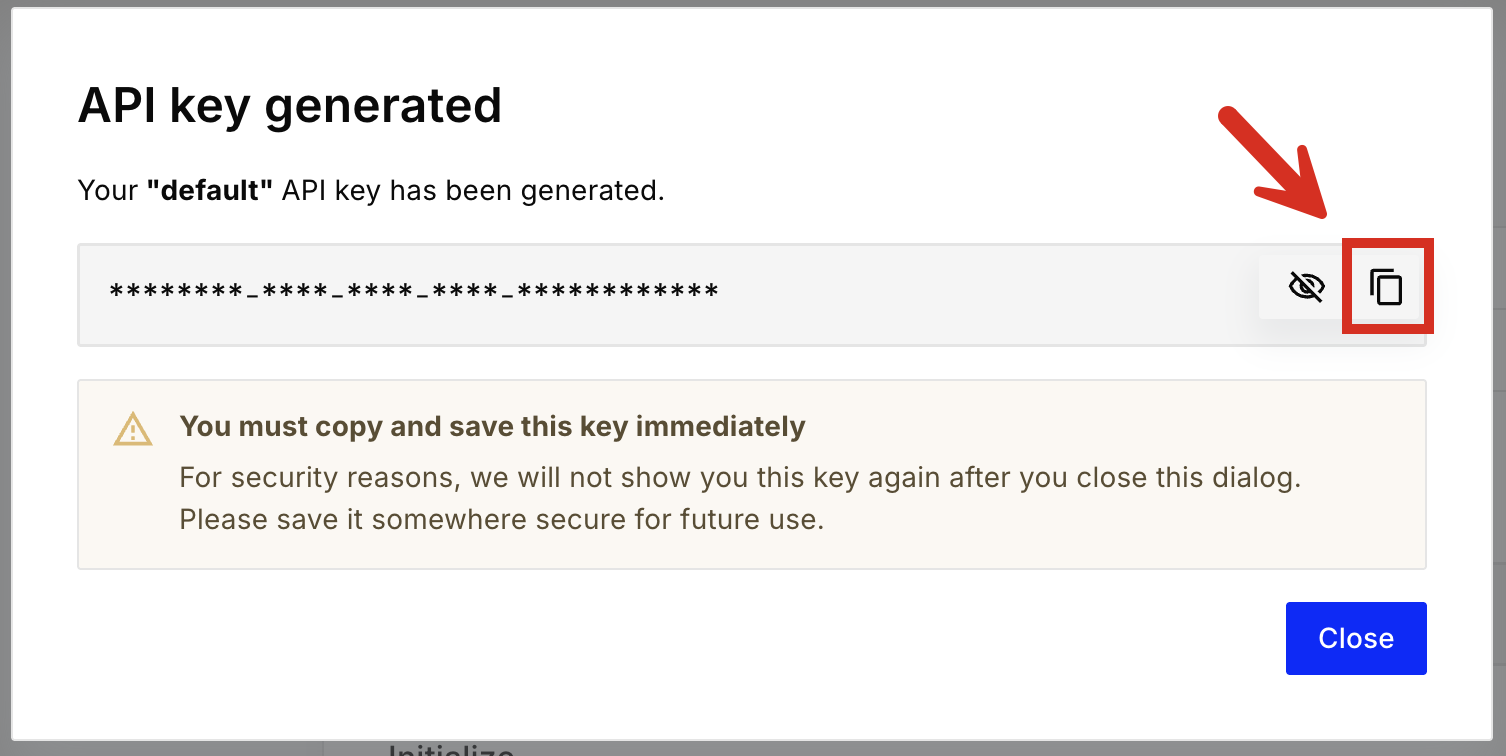 API key generated
Your "default" API key has been generated.
********-****-****-****-************
You must copy and save this key immediately
For security reasons, we will not show you this key again after you close this dialog.
Please save it somewhere secure for future use.
Close
Initialize